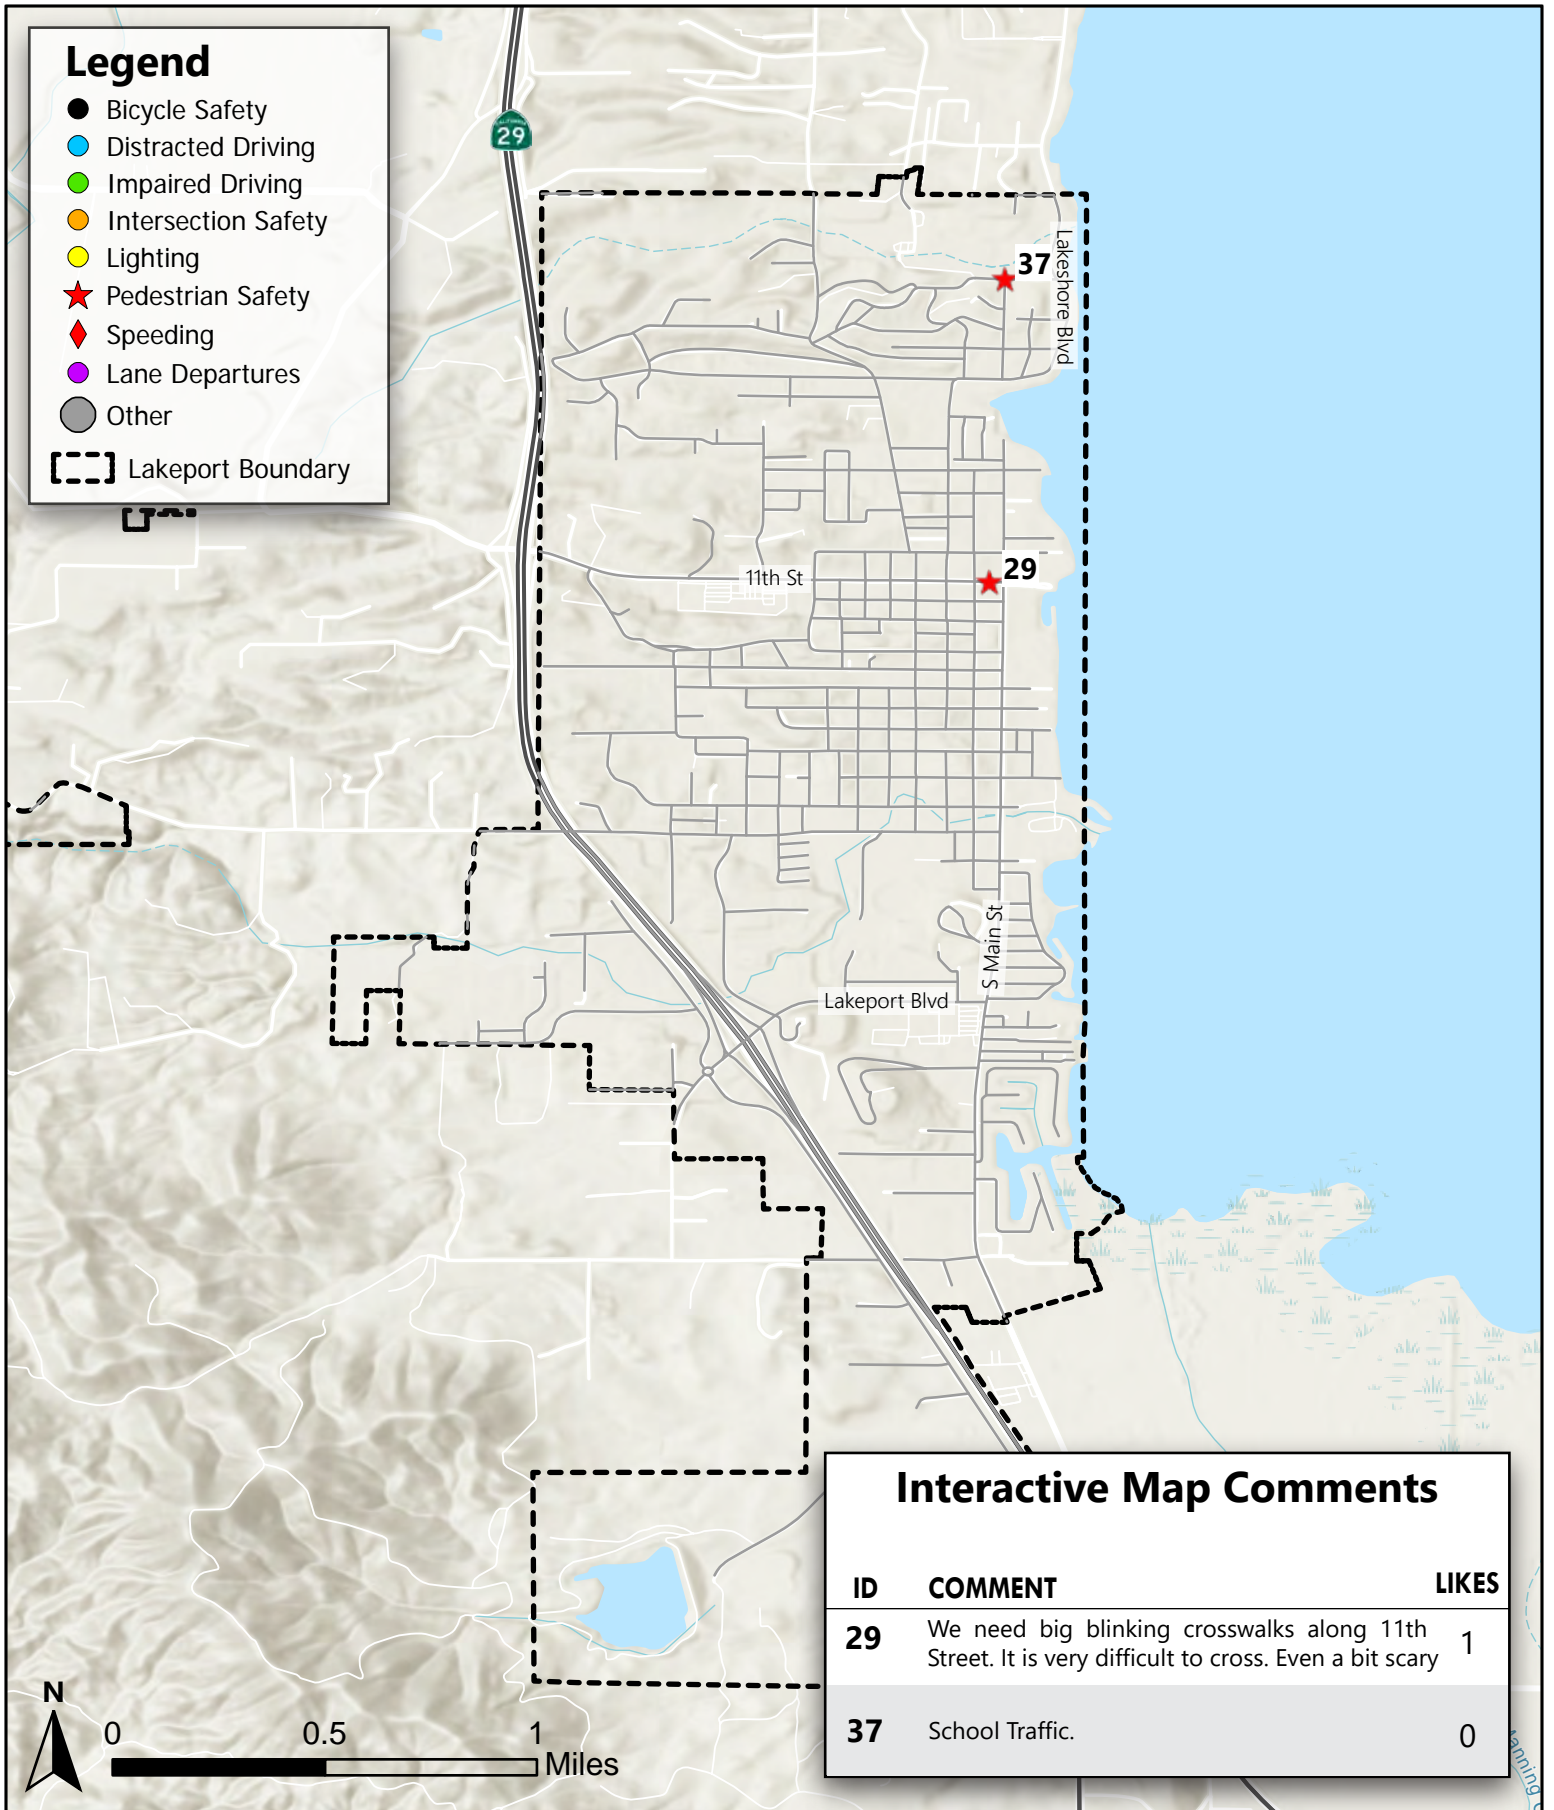 Legend
Bicycle Safety
Distracted Driving
Impaired Driving
Intersection Safety
Lighting
Pedestrian Safety
Speeding
Lane Departures
Other
Lakeport Boundary
CALIFORNIA
29
37
Lakeshore Blvd
29
11th St
S Main St
Lakeport Blvd
Interactive Map Comments
ID COMMENT LIKES
29 We need big blinking crosswalks along 11th
Street. It is very difficult to cross. Even a bit scary 1
37 School Traffic. 0
N
0 0.5 1
Miles
Manning